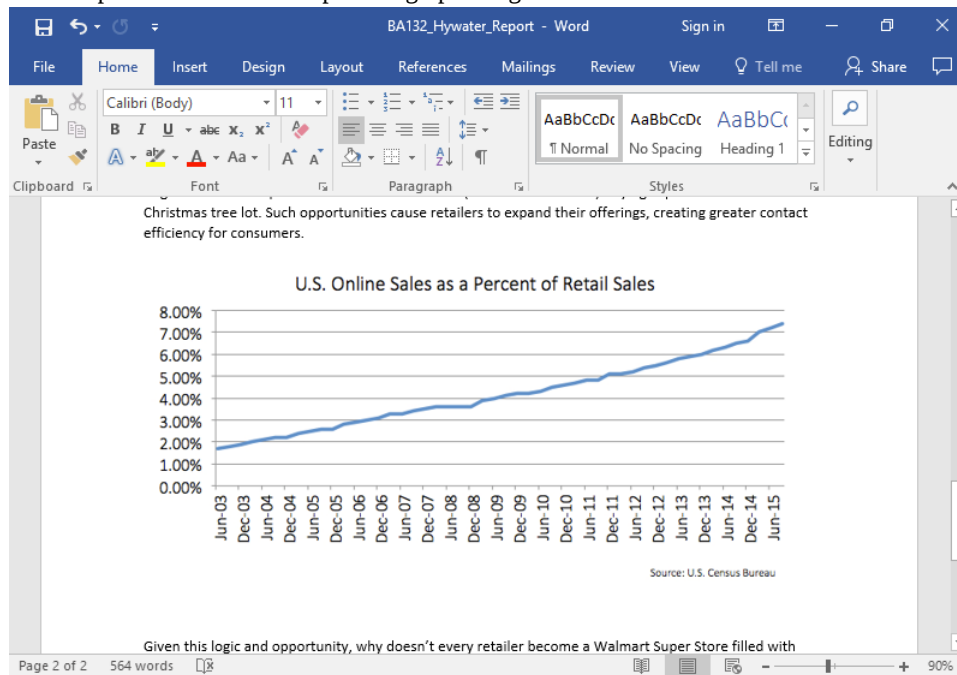 BA132_Hywater_Report - Word Sign in
File Home Insert Design Layout References Mailings Review View Tell me Share
Paste
Calibri (Body) 11
B I U abc X₂ X²
A aby A Aa A A
AaBbCcDc AaBbCcDc AaBbC
¶ Normal No Spacing Heading 1
Editing
Clipboard Font Paragraph Styles
Christmas tree lot. Such opportunities cause retailers to expand their offerings, creating greater contact
efficiency for consumers.
U.S. Online Sales as a Percent of Retail Sales
8.00%
7.00%
6.00%
5.00%
4.00%
3.00%
2.00%
1.00%
0.00%
Jun-03
Dec-03
Jun-04
Dec-04
Jun-05
Dec-05
Jun-06
Dec-06
Jun-07
Dec-07
Jun-08
Dec-08
Jun-09
Dec-09
Jun-10
Dec-10
Jun-11
Dec-11
Jun-12
Dec-12
Jun-13
Dec-13
Jun-14
Dec-14
Jun-15
Source: U.S. Census Bureau
Given this logic and opportunity, why doesn't every retailer become a Walmart Super Store filled with
Page 2 of 2 564 words 90%